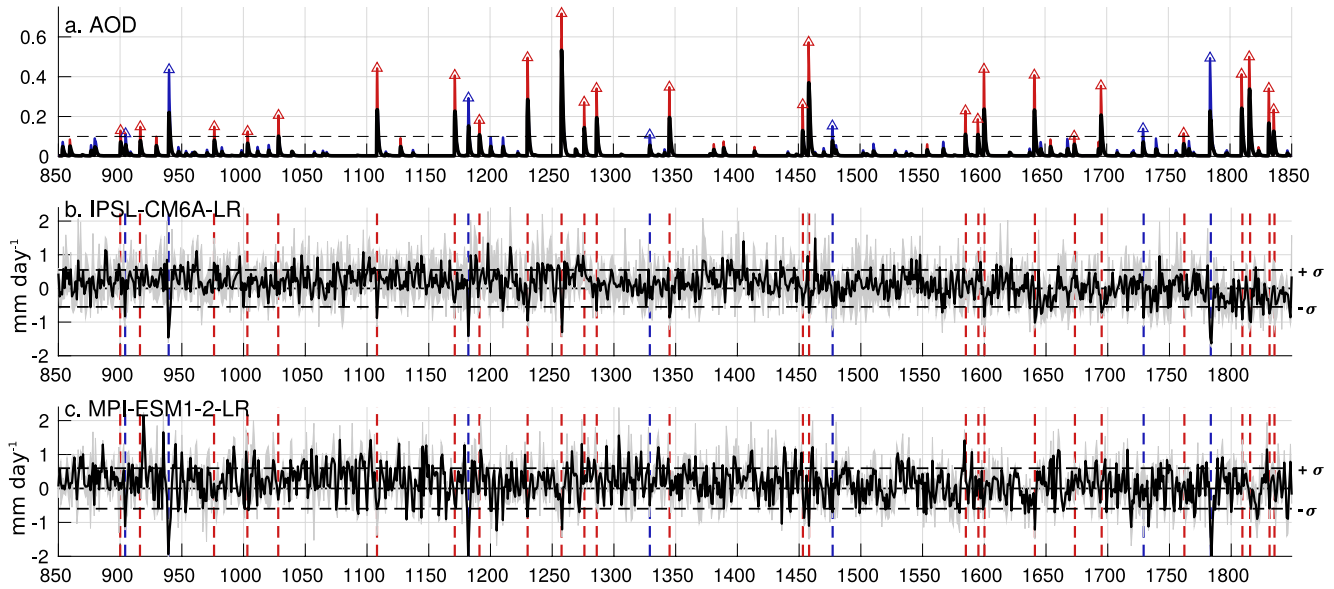 a. AOD
0.6
0.4
0.2
0
850 900 950 1000 1050 1100 1150 1200 1250 1300 1350 1400 1450 1500 1550 1600 1650 1700 1750 1800 1850
b. IPSL-CM6A-LR
mm day-1
2
1
0
-1
-2
+ σ
- σ
850 900 950 1000 1050 1100 1150 1200 1250 1300 1350 1400 1450 1500 1550 1600 1650 1700 1750 1800
c. MPI-ESM1-2-LR
mm day-1
2
1
0
-1
-2
+ σ
- σ
850 900 950 1000 1050 1100 1150 1200 1250 1300 1350 1400 1450 1500 1550 1600 1650 1700 1750 1800